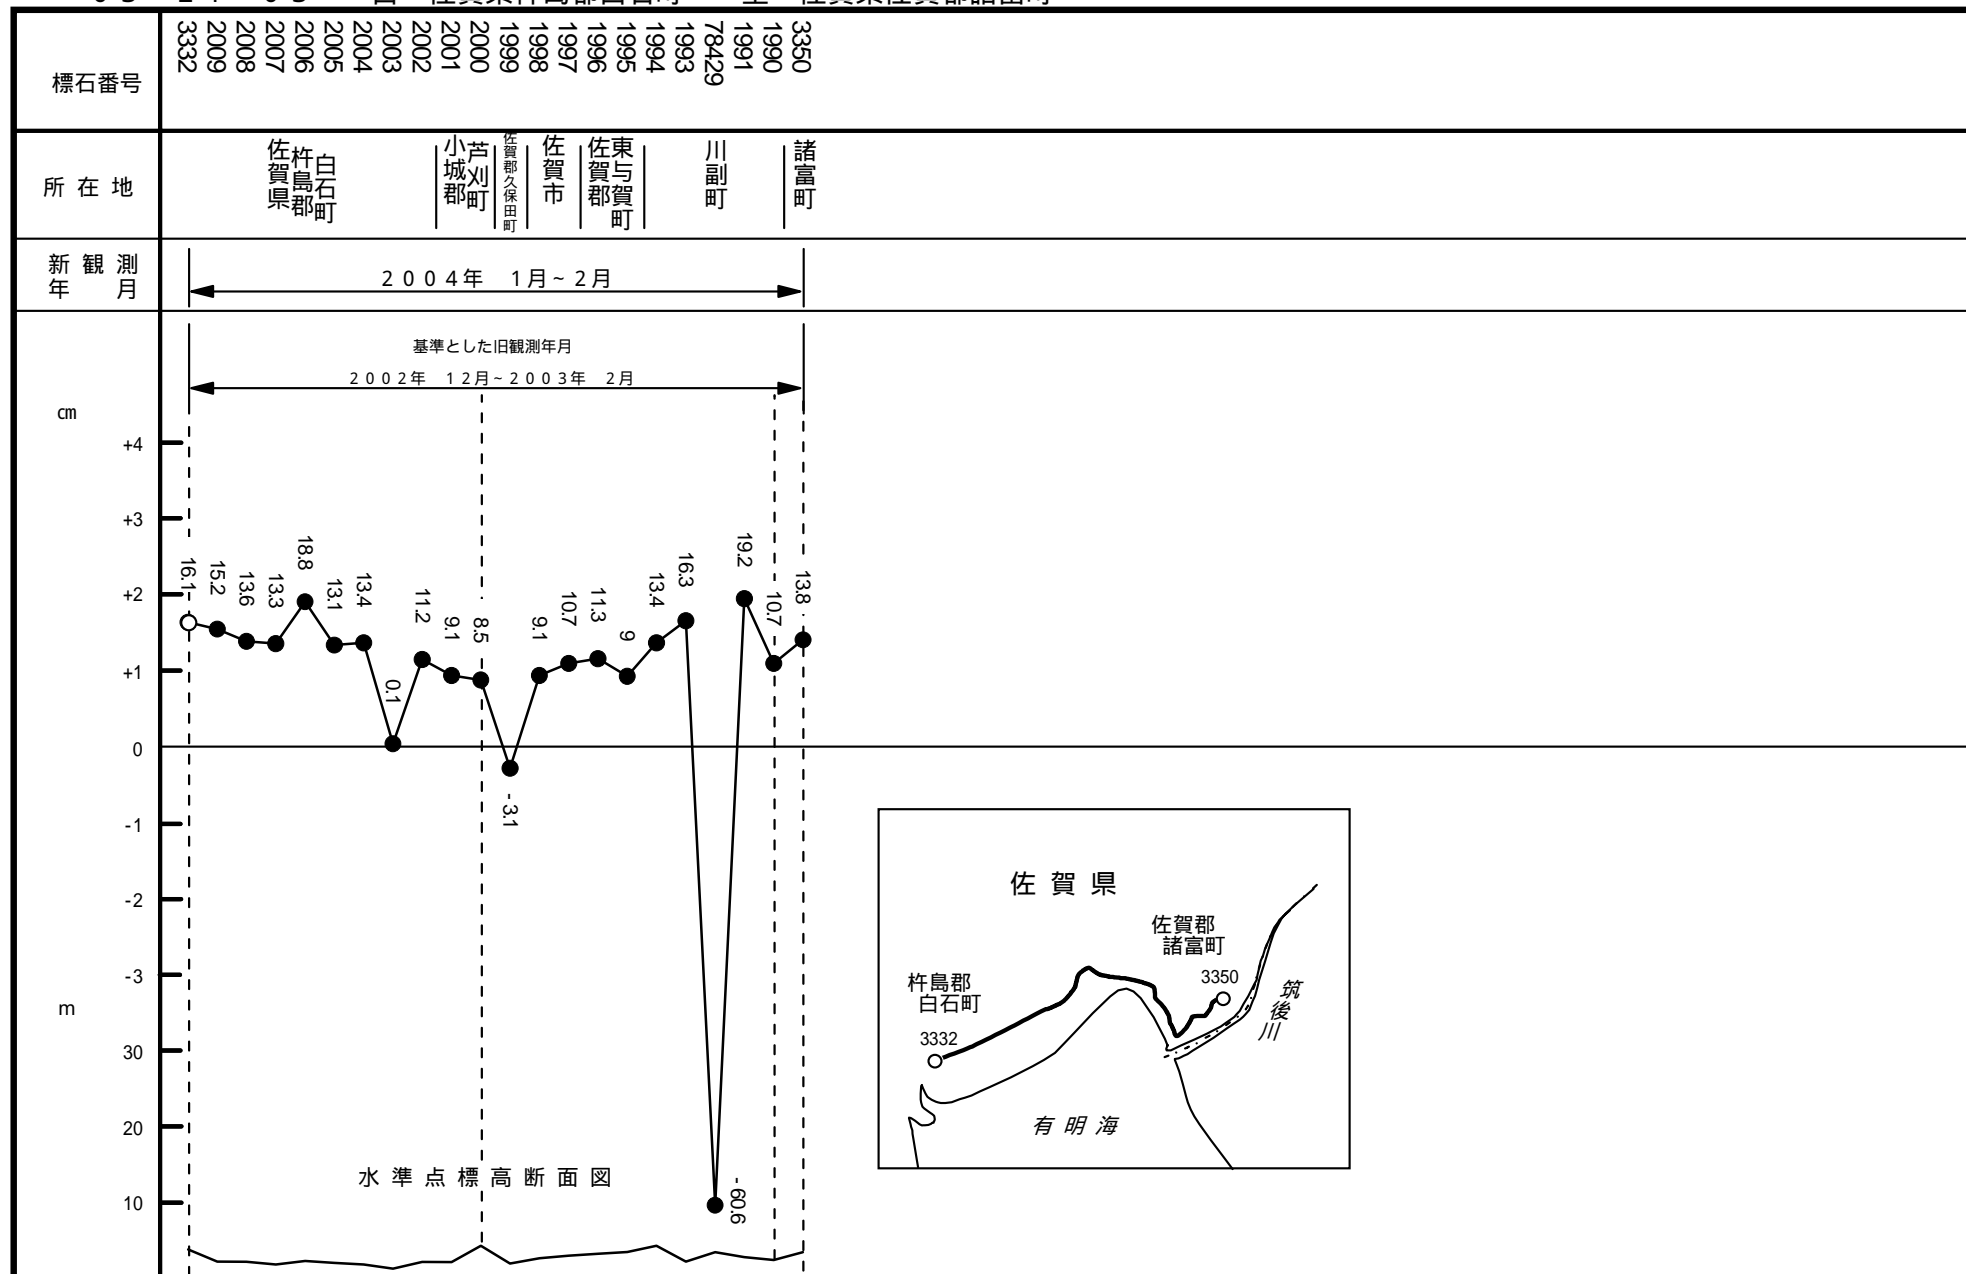 標石番号
3332
2009
2008
2007
2006
2005
2004
2003
2002
2001
2000
1999
1998
1997
1996
1995
1994
1993
78429
1991
1990
3350
所 在 地
佐賀県
杵島郡
白石町
小城郡
芦刈町
佐賀郡久保田町
佐賀市
佐賀郡
東与賀町
川副町
諸富町
新 観 測
年 月
2004年 1月~2月
基準とした旧観測年月
2002年 12月~2003年 2月
cm
+4
+3
+2
+1
0
-1
-2
-3
m
30
20
10
16.1
15.2
13.6
13.3
18.8
13.1
13.4
0.1
11.2
9.1
8.5
-3.1
9.1
10.7
11.3
9
13.4
16.3
-60.6
19.2
10.7
13.8
水準点標高断面図
佐賀県
佐賀郡
諸富町
3350
杵島郡
白石町
3332
筑後川
有明海